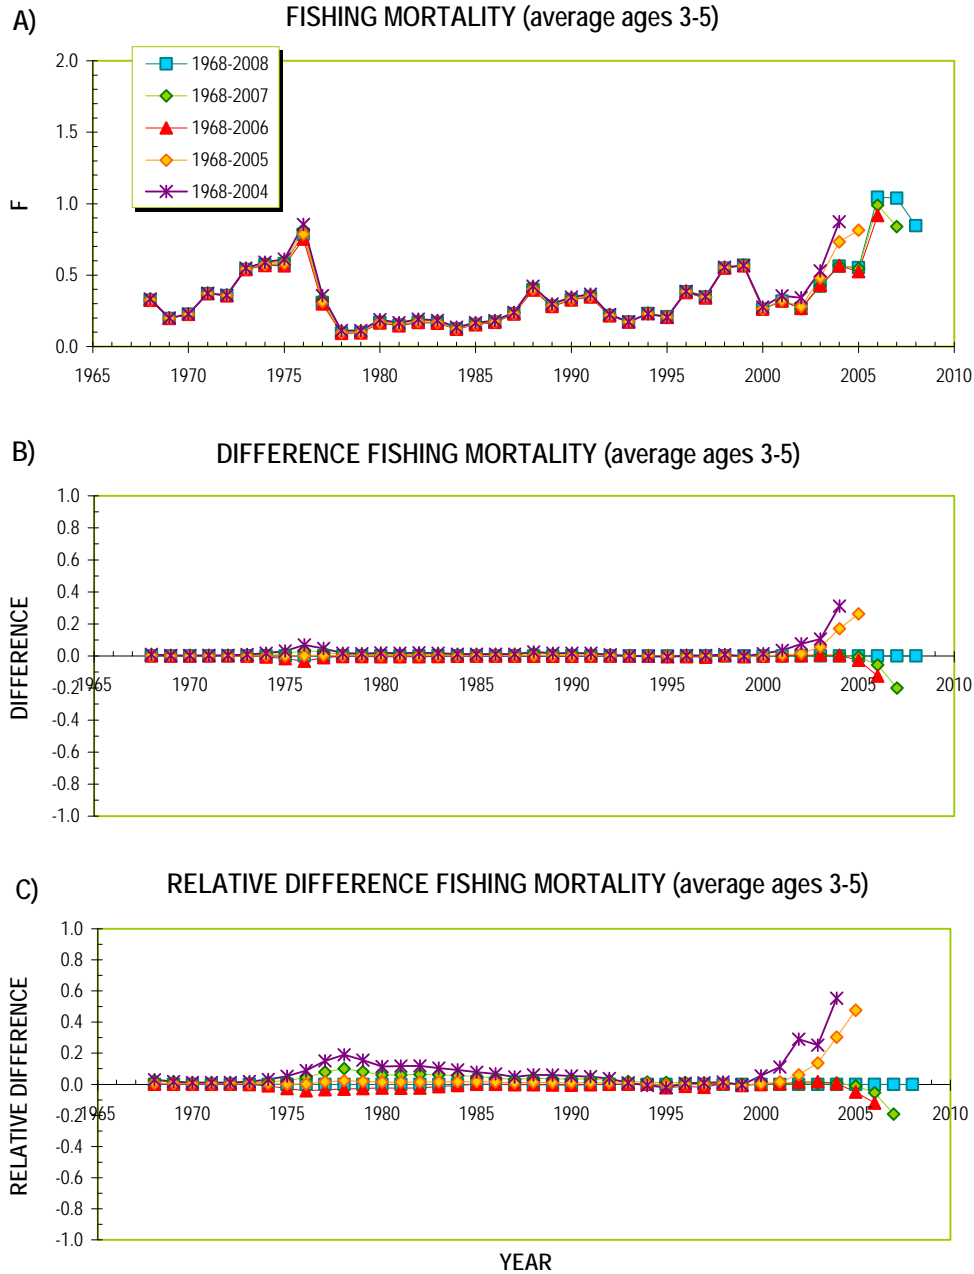 A)
FISHING MORTALITY (average ages 3-5)
2.0
1.5
1.0
0.5
0.0
F
1968-2008
1968-2007
1968-2006
1968-2005
1968-2004
1965 1970 1975 1980 1985 1990 1995 2000 2005 2010
B)
DIFFERENCE FISHING MORTALITY (average ages 3-5)
1.0
0.8
0.6
0.4
0.2
0.0
-0.2
-0.4
-0.6
-0.8
-1.0
DIFFERENCE
1965 1970 1975 1980 1985 1990 1995 2000 2005 2010
C)
RELATIVE DIFFERENCE FISHING MORTALITY (average ages 3-5)
1.0
0.8
0.6
0.4
0.2
0.0
-0.2
-0.4
-0.6
-0.8
-1.0
RELATIVE DIFFERENCE
1965 1970 1975 1980 1985 1990 1995 2000 2005 2010
YEAR